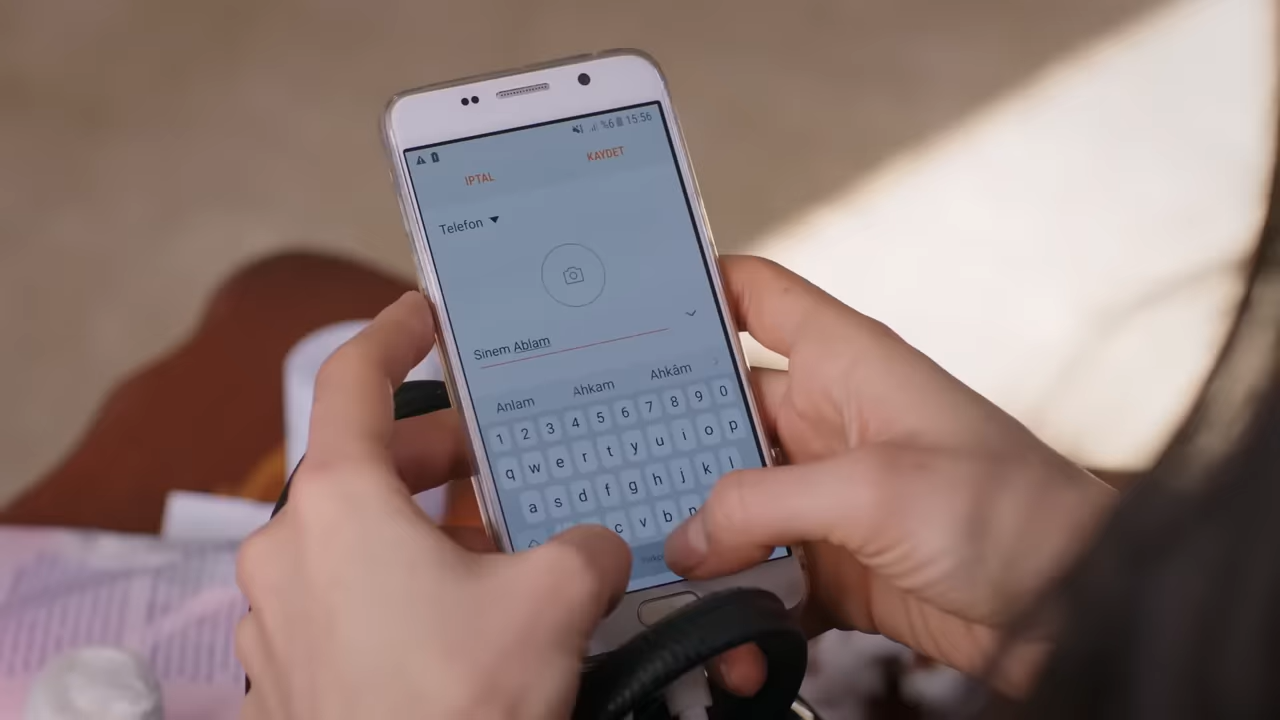 %6 15:56
IPTAL KAYDET
Telefon
Sinem Ablam
Anlam Ahkam Ahkâm
1 2 3 4 5 6 7 8 9 0
q w e r t y u i o p
a s d f g h j k l
c v b n